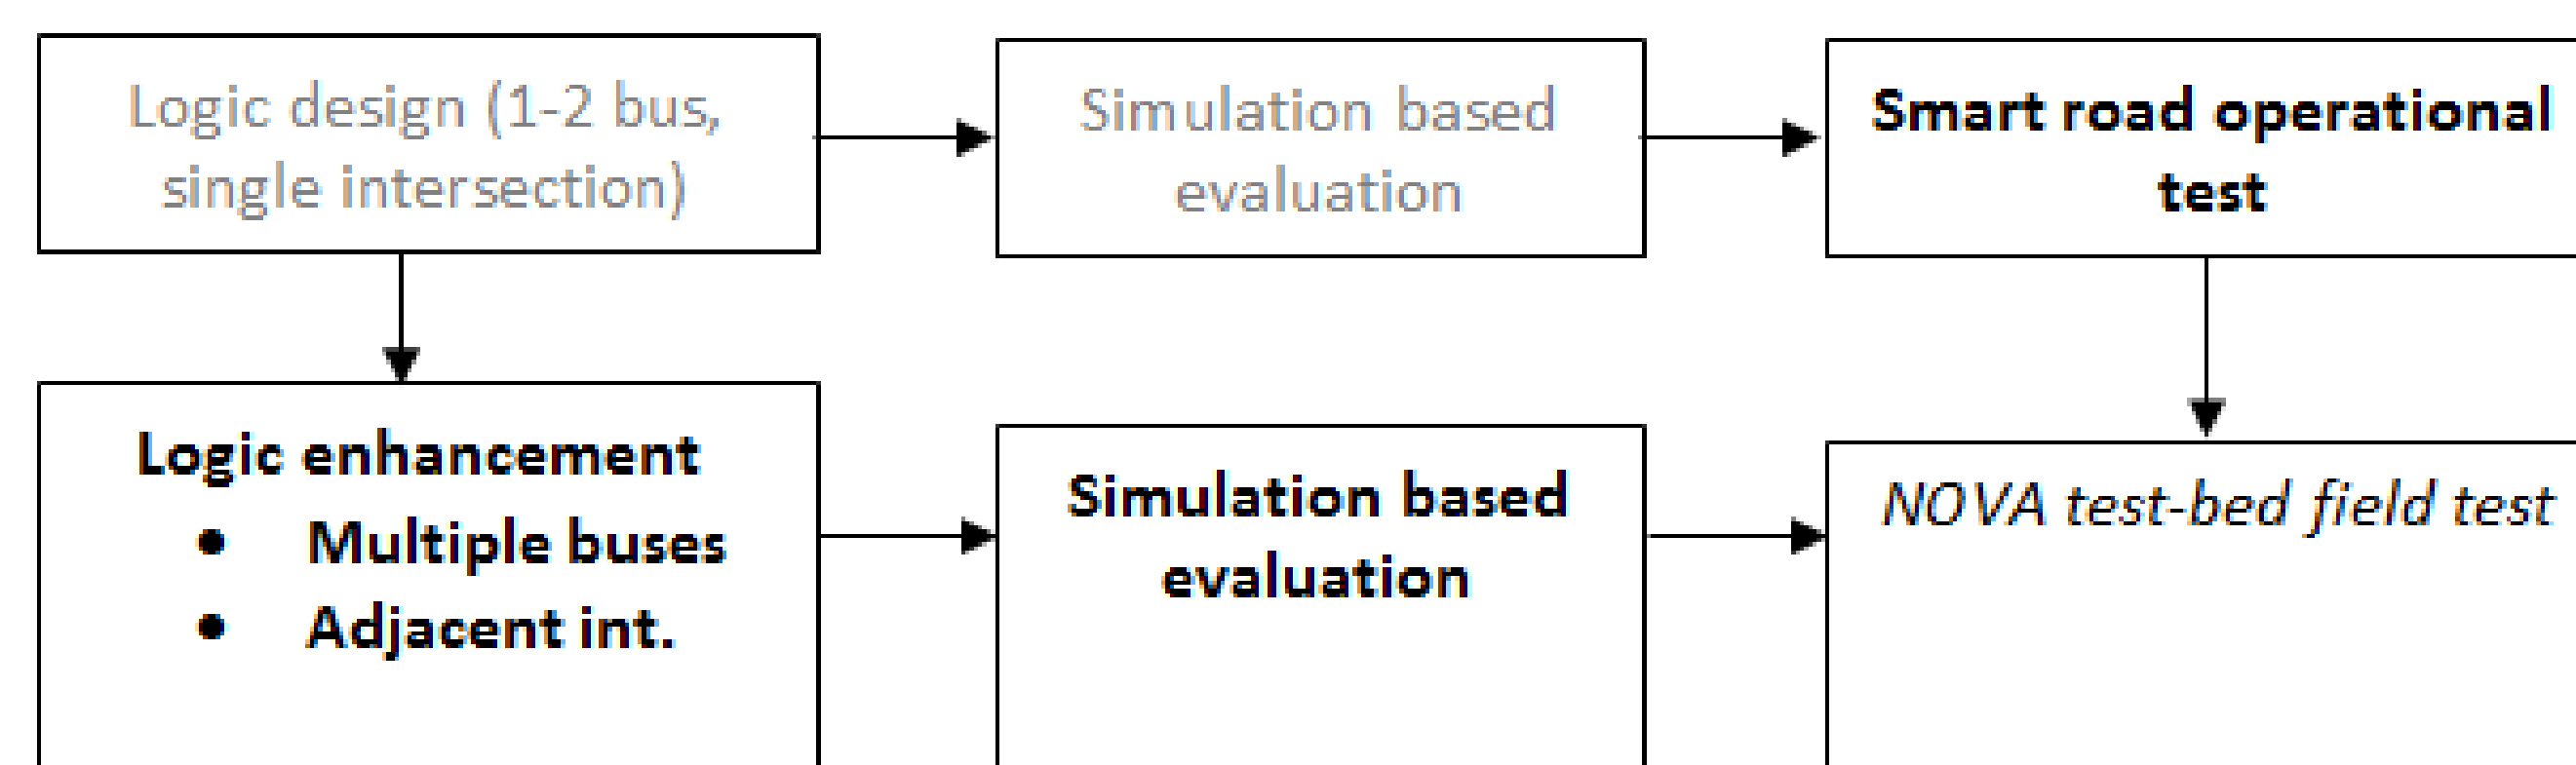 Logic design (1-2 bus,
single intersection)
Simulation based
evaluation
Smart road operational
test
Logic enhancement
• Multiple buses
• Adjacent int.
Simulation based
evaluation
NOVA test-bed field test